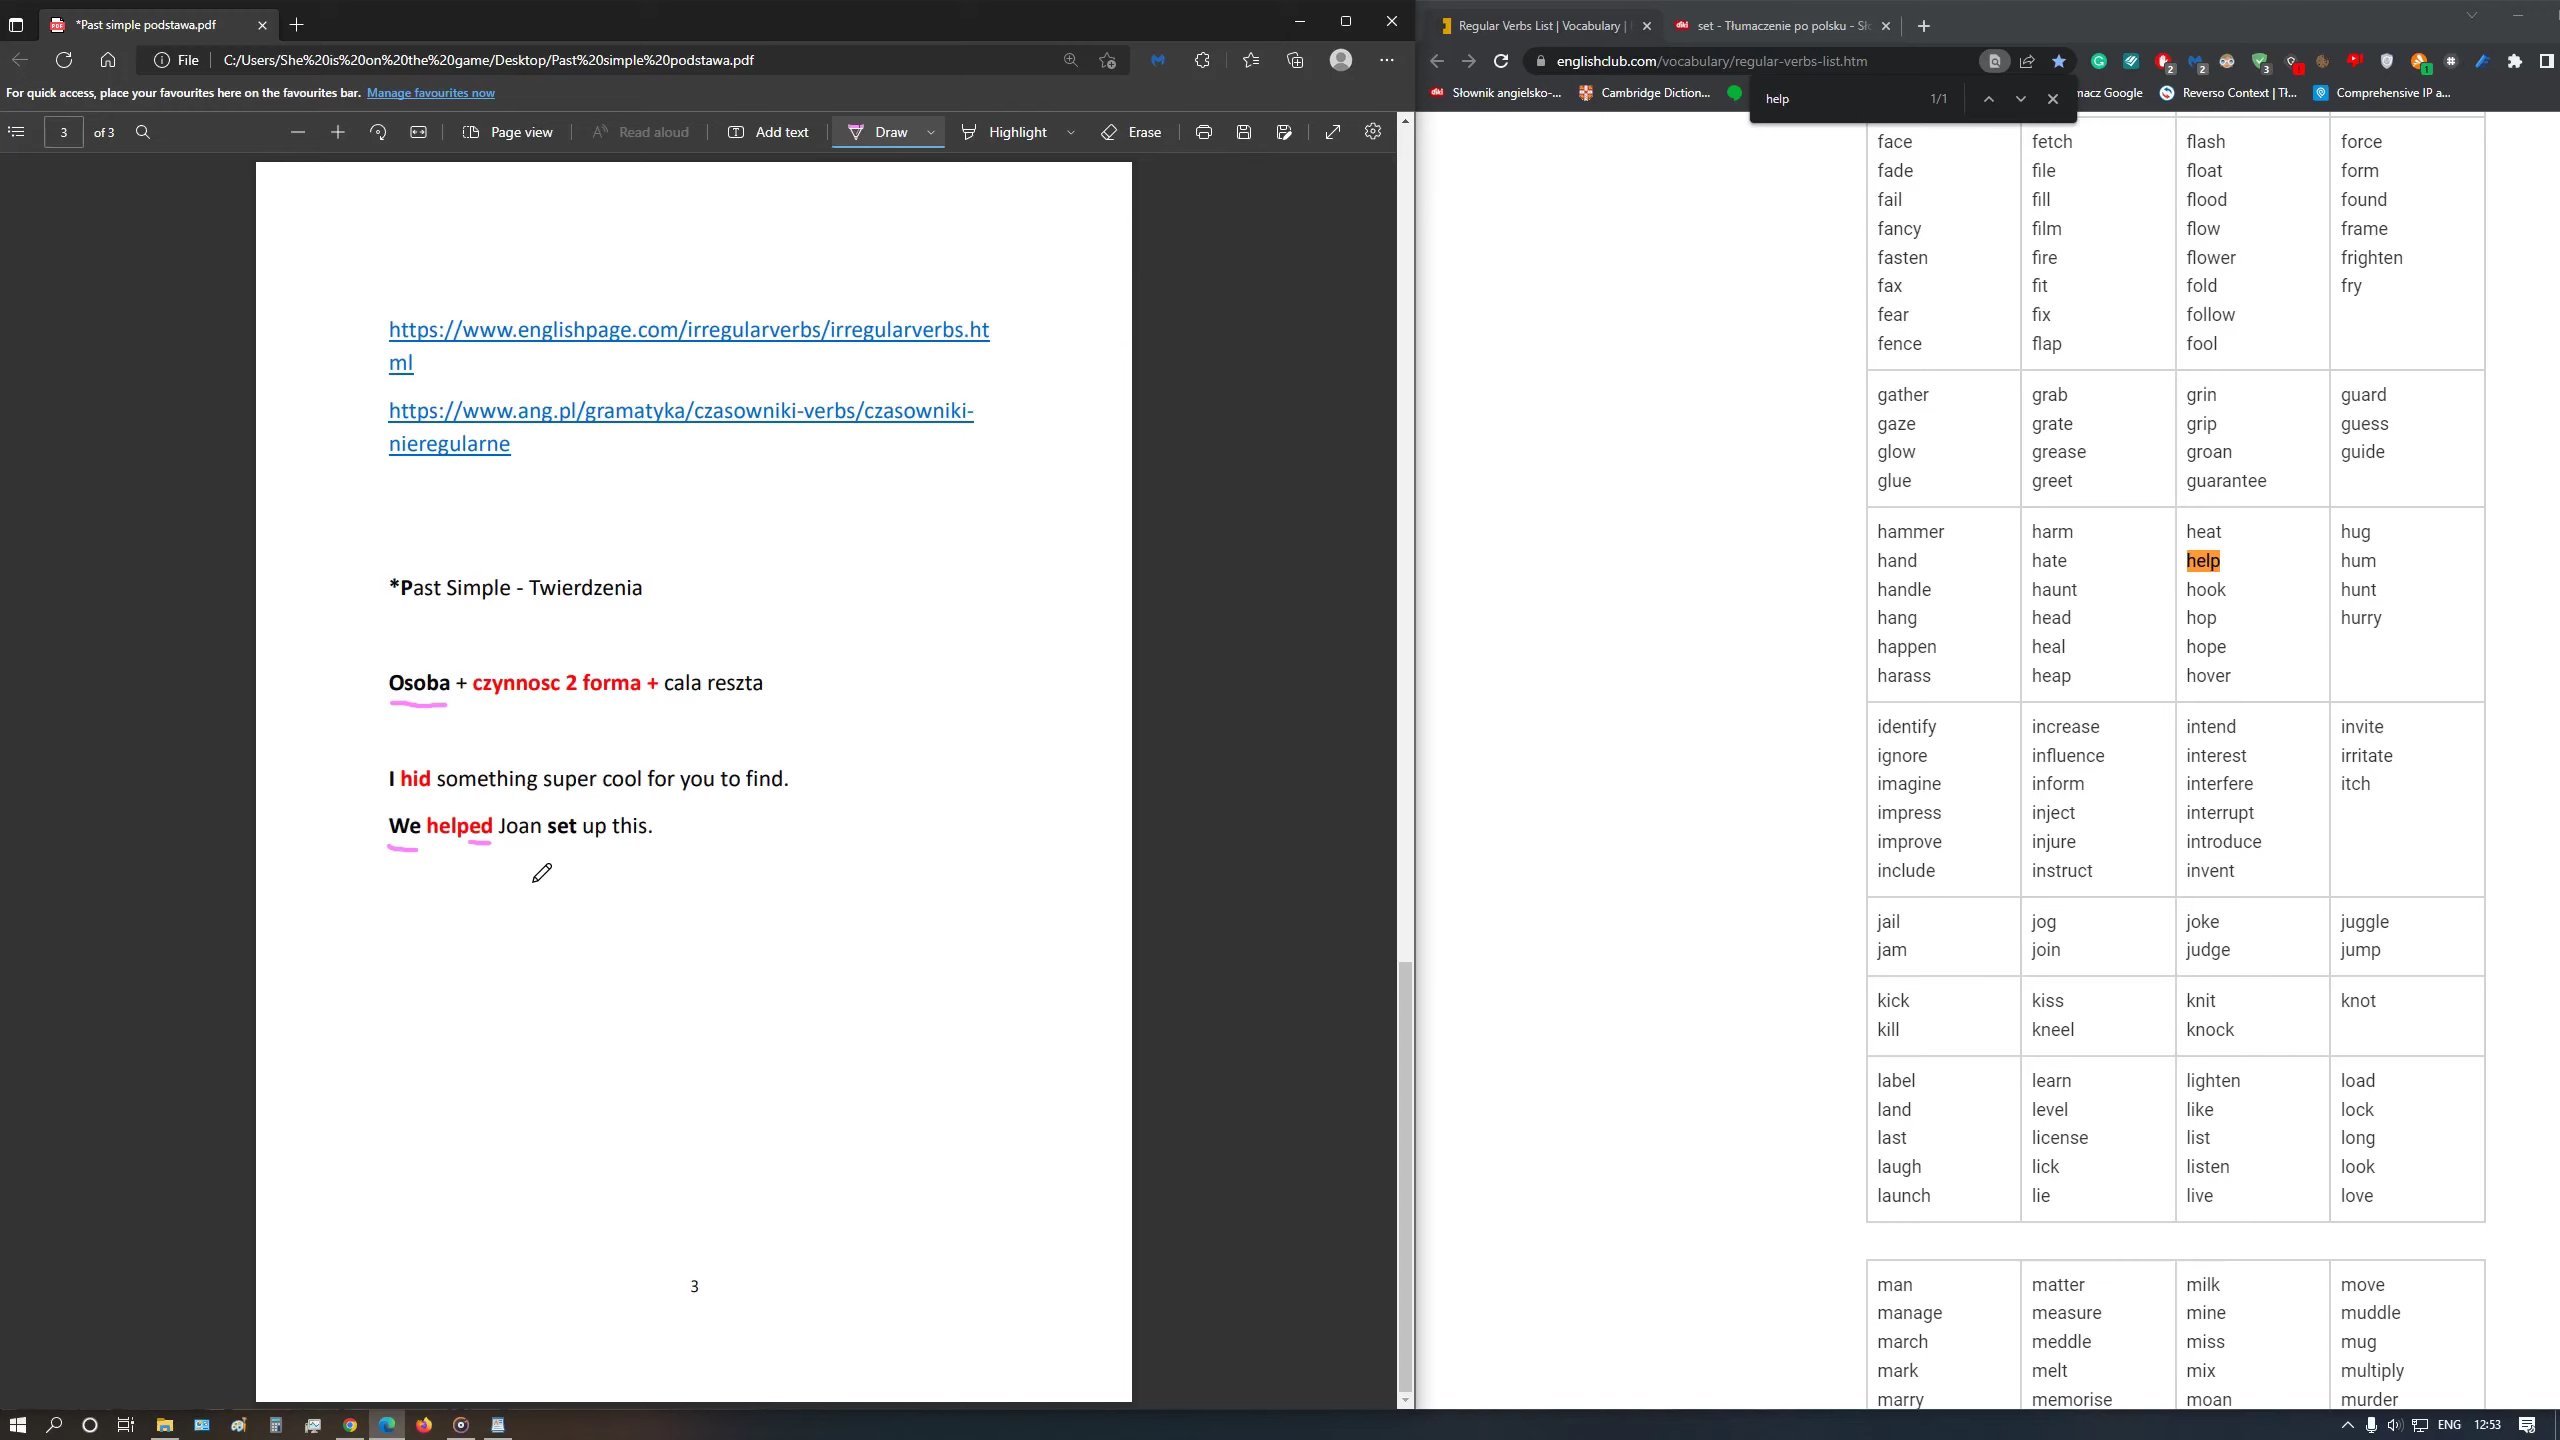 *Past simple podstawa.pdf
File
C:/Users/She%20is%20on%20the%20game/Desktop/Past%20simple%20podstawa.pdf
For quick access, place your favourites here on the favourites bar. Manage favourites now
3 of 3
Page view
Read aloud
Add text
Draw
Highlight
Erase
https://www.englishpage.com/irregularverbs/irregularverbs.ht
ml
https://www.ang.pl/gramatyka/czasowniki-verbs/czasowniki-
nieregularne
*Past Simple - Twierdzenia
Osoba + czynnosc 2 forma + cala reszta
I hid something super cool for you to find.
We helped Joan set up this.
3
Regular Verbs List | Vocabulary |
set - Tłumaczenie po polsku - Sł
englishclub.com/vocabulary/regular-verbs-list.htm
Słownik angielsko-...
Cambridge Diction...
macz Google
Reverso Context | Tł...
Comprehensive IP a...
help 1/1
face fetch flash force
fade file float form
fail fill flood found
fancy film flow frame
fasten fire flower frighten
fax fit fold fry
fear fix follow
fence flap fool
gather grab grin guard
gaze grate grip guess
glow grease groan guide
glue greet guarantee
hammer harm heat hug
hand hate help hum
handle haunt hook hunt
hang head hop hurry
happen heal hope
harass heap hover
identify increase intend invite
ignore influence interest irritate
imagine inform interfere itch
impress inject interrupt
improve injure introduce
include instruct invent
jail jog joke juggle
jam join judge jump
kick kiss knit knot
kill kneel knock
label learn lighten load
land level like lock
last license list long
laugh lick listen look
launch lie live love
man matter milk move
manage measure mine muddle
march meddle miss mug
mark melt mix multiply
marry memorise moan murder
ENG 12:53